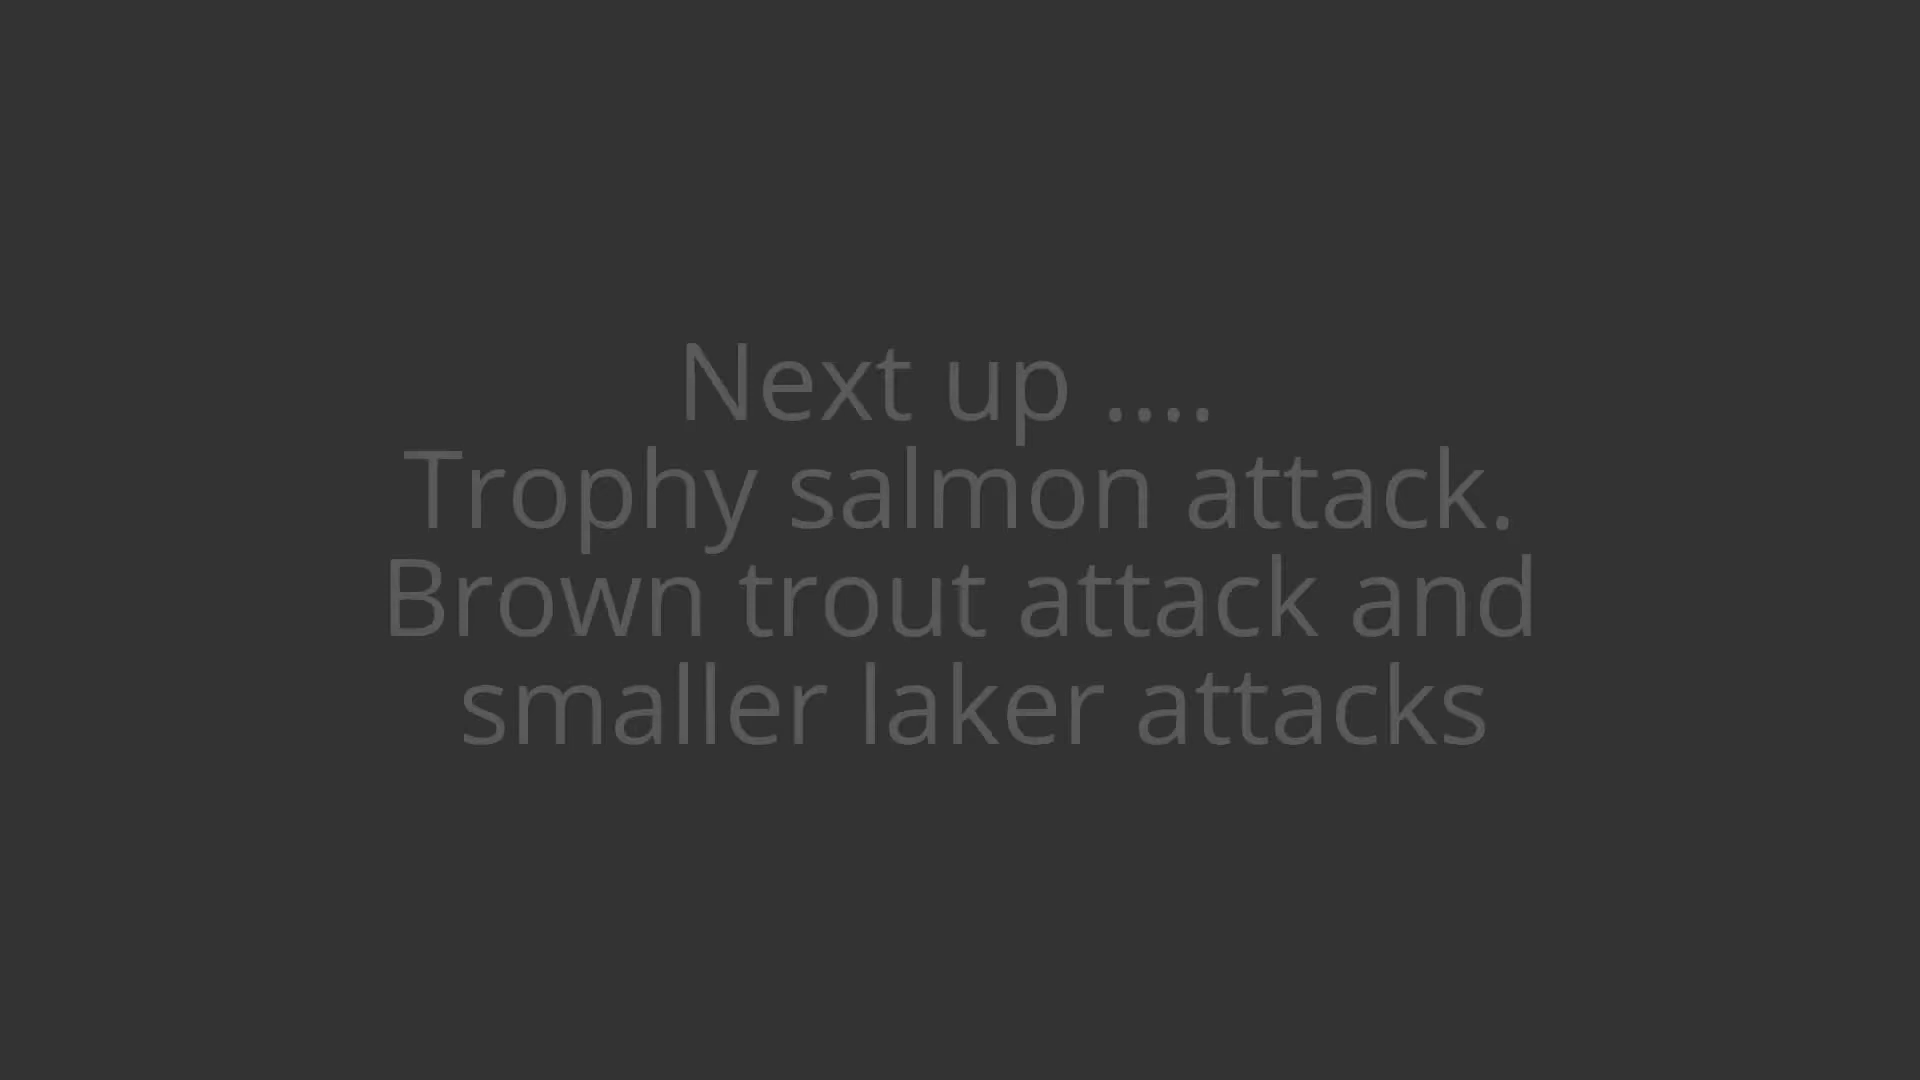 Next up ....
Trophy salmon attack.
Brown trout attack and
smaller laker attacks